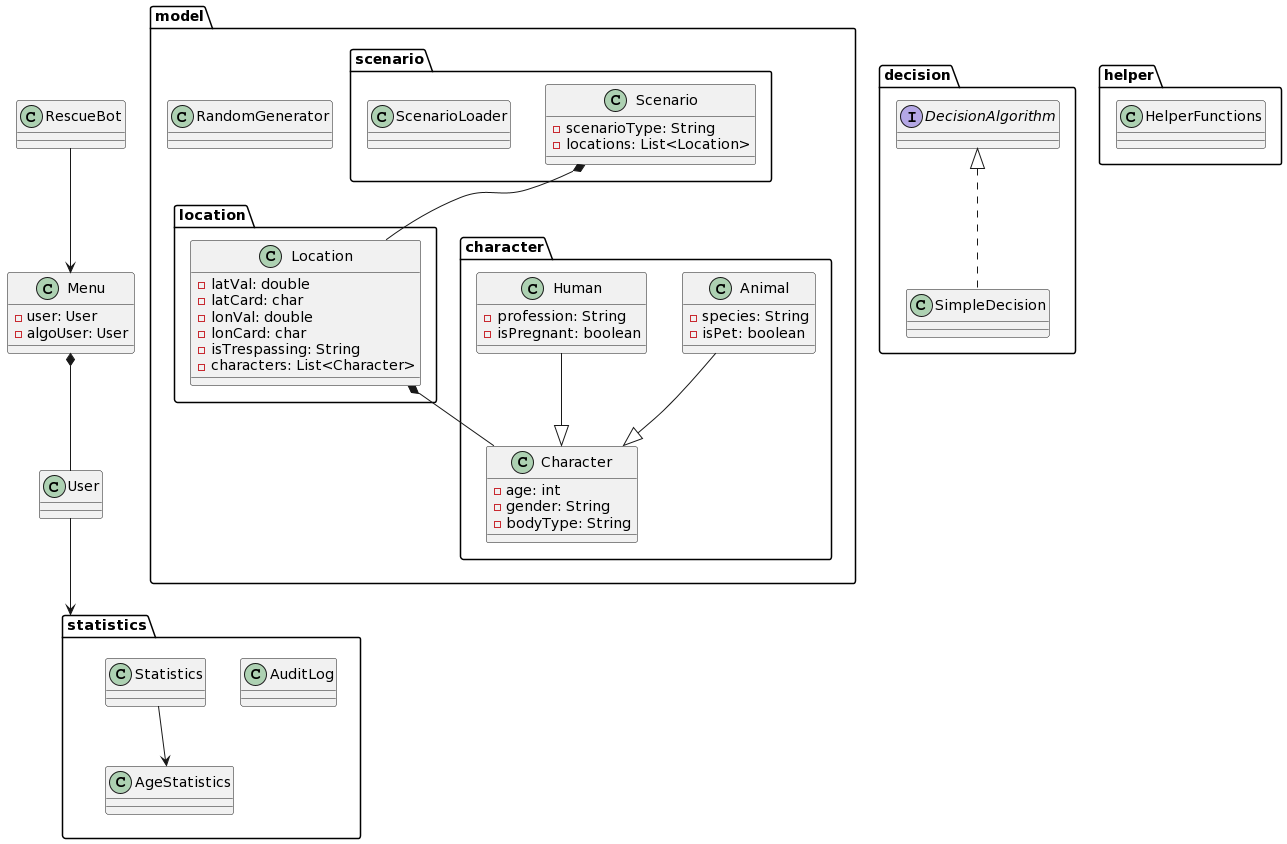 model
scenario
decision
helper
C RescueBot
C RandomGenerator
C ScenarioLoader
C Scenario
scenarioType: String
locations: List<Location>
I DecisionAlgorithm
C HelperFunctions
location
character
C Menu
user: User
algoUser: User
C Location
latVal: double
latCard: char
lonVal: double
lonCard: char
isTrespassing: String
characters: List<Character>
C Human
profession: String
isPregnant: boolean
C Animal
species: String
isPet: boolean
C SimpleDecision
C User
C Character
age: int
gender: String
bodyType: String
statistics
C Statistics
C AuditLog
C AgeStatistics